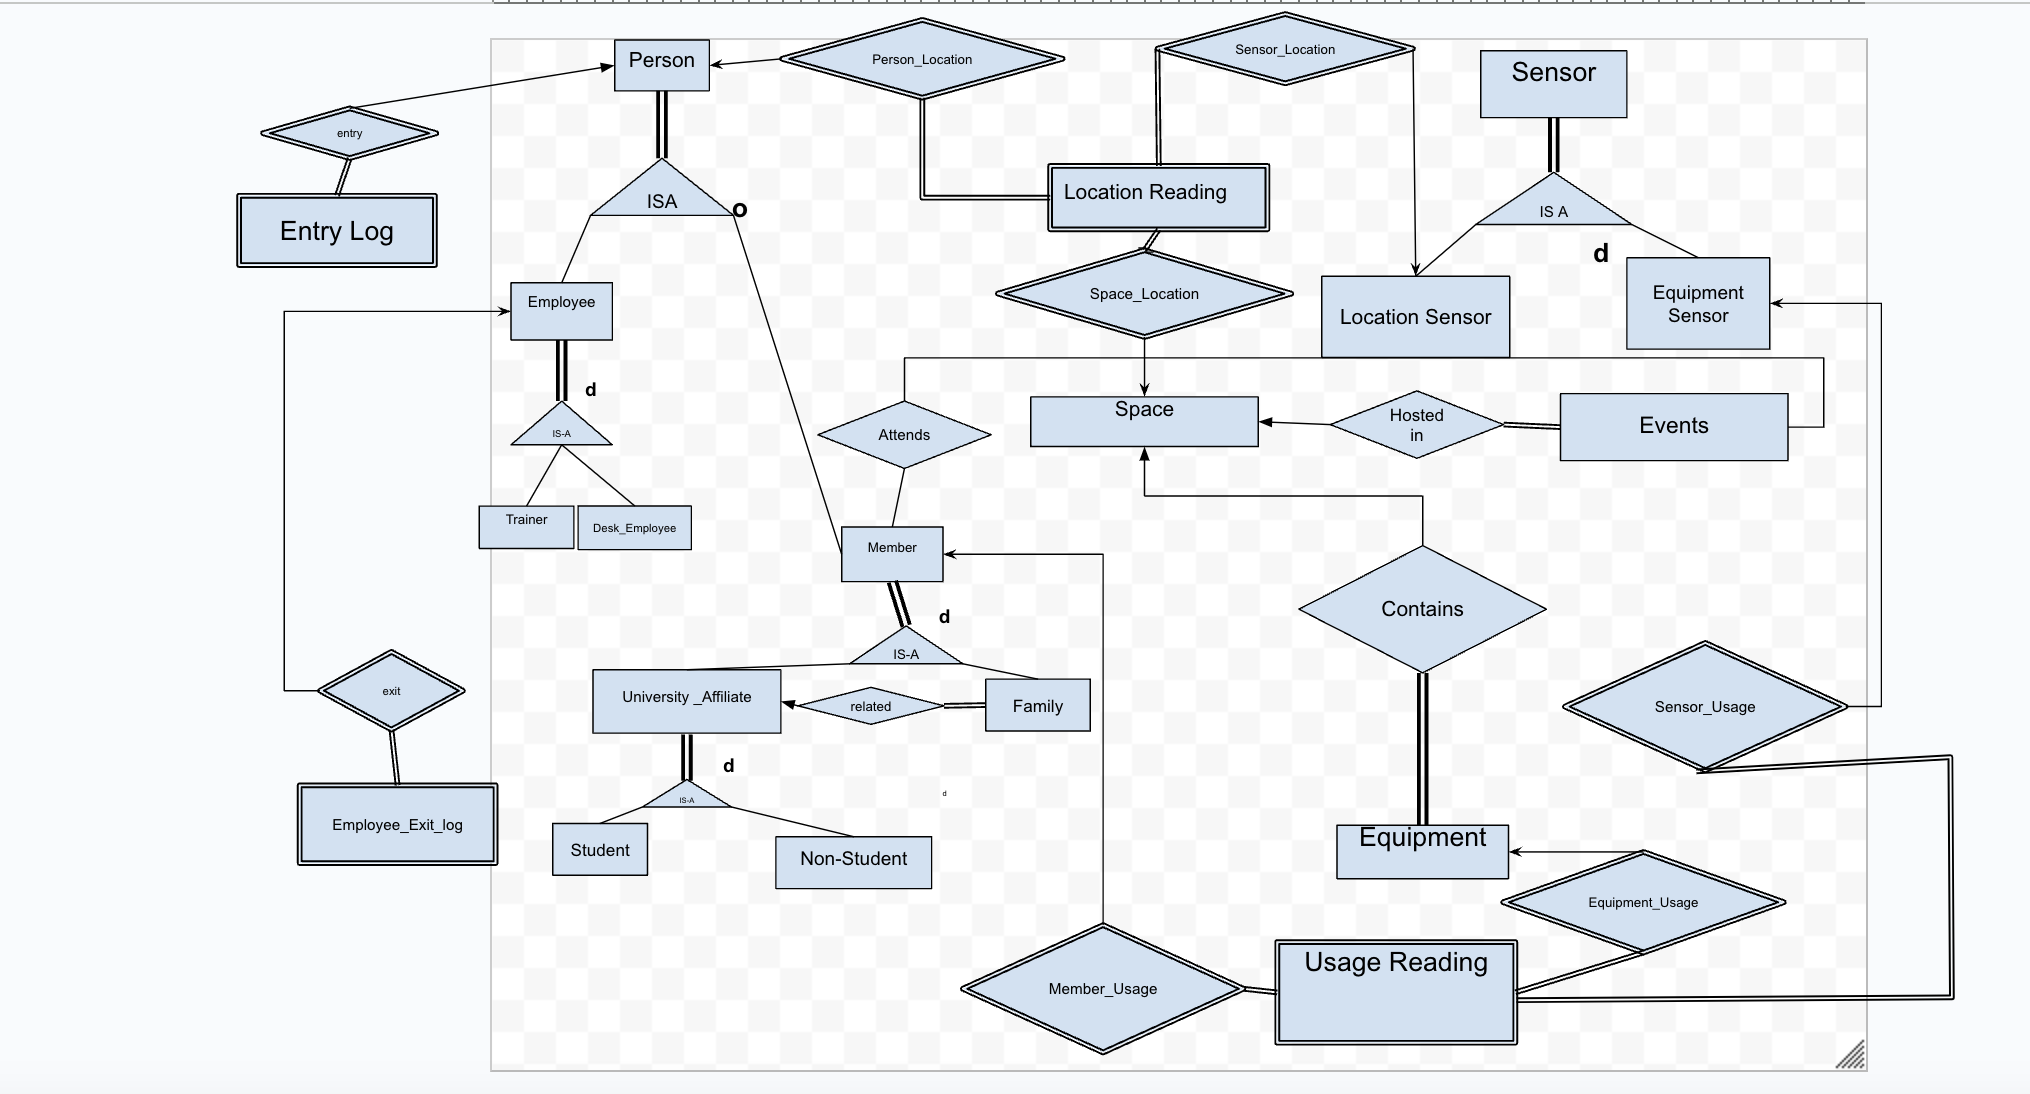 Person
Person_Location
Sensor_Location
Sensor
entry
ISA
o
Location Reading
IS A
Entry Log
d
Employee
Space_Location
Location Sensor
Equipment
Sensor
d
IS-A
Attends
Space
Hosted
in
Events
Trainer
Desk_Employee
Member
d
Contains
IS-A
exit
University _Affiliate
related
Family
Sensor_Usage
d
IS-A
d
Employee_Exit_log
Student
Non-Student
Equipment
Equipment_Usage
Usage Reading
Member_Usage